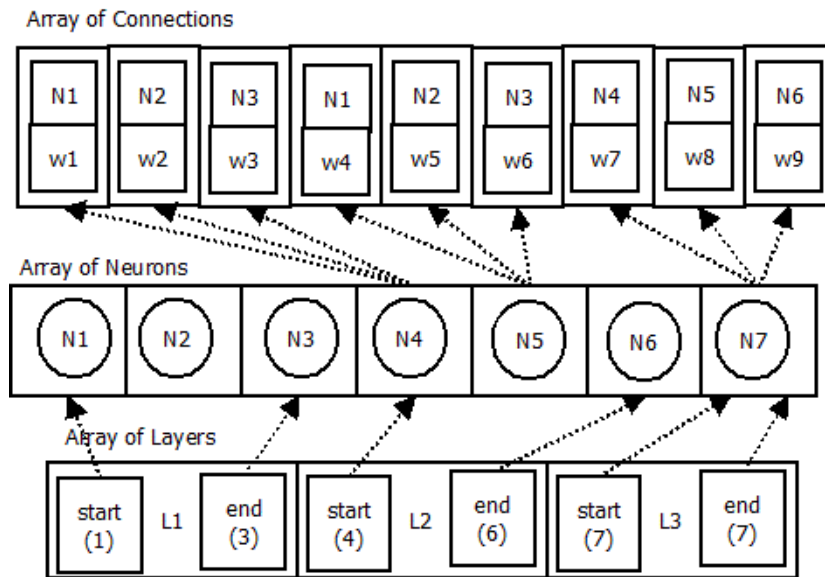 Array of Connections
N1 N2 N3 N1 N2 N3 N4 N5 N6
w1 w2 w3 w4 w5 w6 w7 w8 w9
Array of Neurons
N1 N2 N3 N4 N5 N6 N7
Array of Layers
start L1 end start L2 end start L3 end
(1) (3) (4) (6) (7) (7)